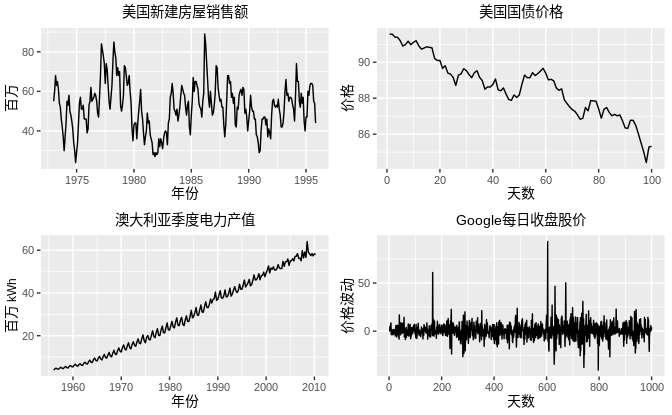 美国新建房屋销售额
百万
80
60
40
1975
1980
1985
1990
1995
年份
美国国债价格
价格
90
88
86
0
20
40
60
80
100
天数
澳大利亚季度电力产值
百万 kWh
60
40
20
1960
1970
1980
1990
2000
2010
年份
Google每日收盘股价
价格波动
50
0
0
200
400
600
800
1000
天数